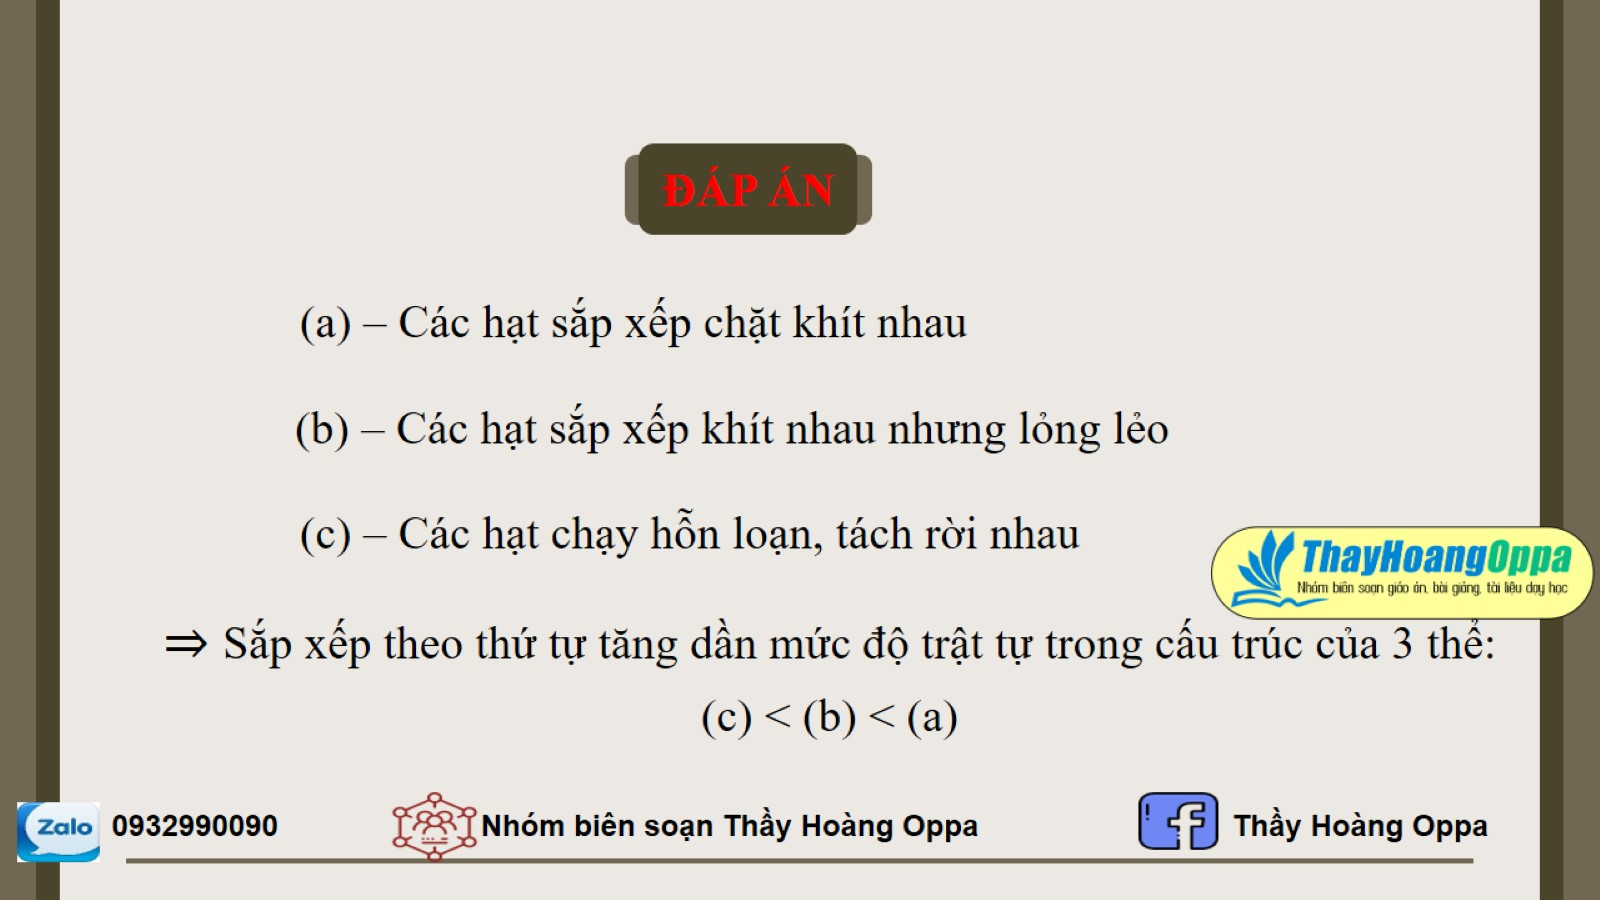 ĐÁP ÁN
(a) – Các hạt sắp xếp chặt khít nhau
(b) – Các hạt sắp xếp khít nhau nhưng lỏng lẻo
(c) – Các hạt chạy hỗn loạn, tách rời nhau
ThayHoangOppa
Nhóm biên soạn giáo án, bài giảng, tài liệu dạy học
⇒ Sắp xếp theo thứ tự tăng dần mức độ trật tự trong cấu trúc của 3 thể:
(c) < (b) < (a)
Zalo 0932990090 Nhóm biên soạn Thầy Hoàng Oppa Thầy Hoàng Oppa